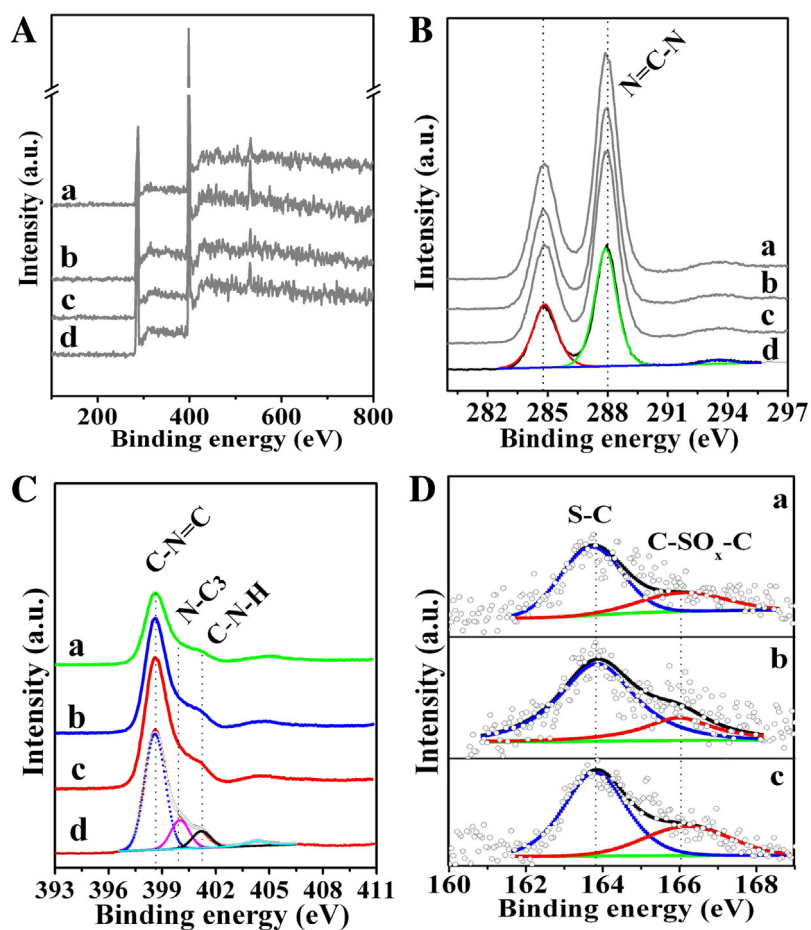 A
Intensity (a.u.)
a
b
c
d
200 400 600 800
Binding energy (eV)
B
Intensity (a.u.)
N=C-N
a
b
c
d
282 285 288 291 294 297
Binding energy (eV)
C
Intensity (a.u.)
C-N=C
N-C3
C-N-H
a
b
c
d
393 396 399 402 405 408 411
Binding energy (eV)
D
Intensity (a.u.)
a
S-C
C-SOx-C
b
c
160 162 164 166 168
Binding energy (eV)